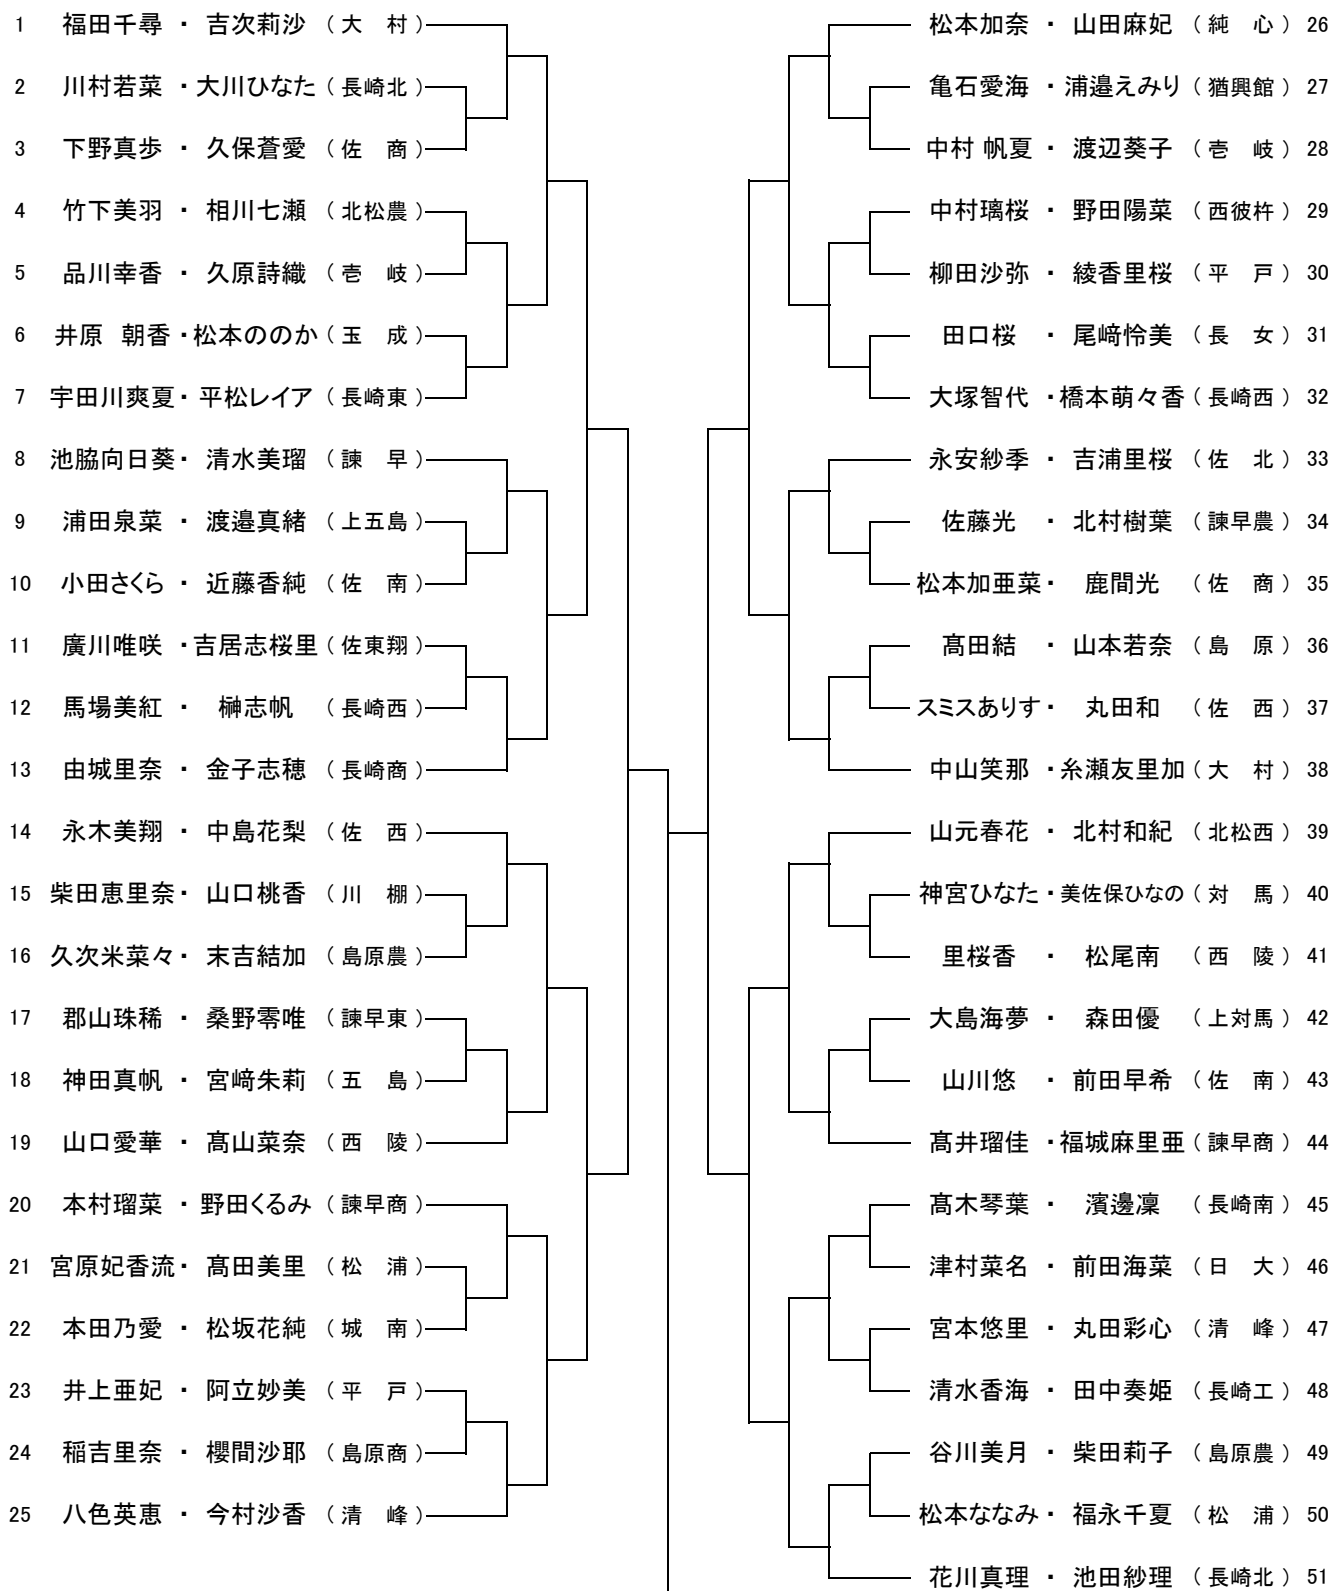 1 福田千尋 ・ 吉次莉沙 （ 大　村 ）
2 川村若菜 ・ 大川ひなた （ 長崎北 ）
3 下野真歩 ・ 久保蒼愛 （ 佐　商 ）
4 竹下美羽 ・ 相川七瀬 （ 北松農 ）
5 品川幸香 ・ 久原詩織 （ 壱　岐 ）
6 井原　朝香 ・ 松本ののか （ 玉　成 ）
7 宇田川爽夏 ・ 平松レイア （ 長崎東 ）
8 池脇向日葵 ・ 清水美瑠 （ 諫　早 ）
9 浦田泉菜 ・ 渡邉真緒 （ 上五島 ）
10 小田さくら ・ 近藤香純 （ 佐　南 ）
11 廣川唯咲 ・ 吉居志桜里 （ 佐東翔 ）
12 馬場美紅 ・ 榊志帆 （ 長崎西 ）
13 由城里奈 ・ 金子志穂 （ 長崎商 ）
14 永木美翔 ・ 中島花梨 （ 佐　西 ）
15 柴田恵里奈 ・ 山口桃香 （ 川　棚 ）
16 久次米菜々 ・ 末吉結加 （ 島原農 ）
17 郡山珠稀 ・ 桑野零唯 （ 諫早東 ）
18 神田真帆 ・ 宮﨑朱莉 （ 五　島 ）
19 山口愛華 ・ 髙山菜奈 （ 西　陵 ）
20 本村瑠菜 ・ 野田くるみ （ 諫早商 ）
21 宮原妃香流 ・ 髙田美里 （ 松　浦 ）
22 本田乃愛 ・ 松坂花純 （ 城　南 ）
23 井上亜妃 ・ 阿立妙美 （ 平　戸 ）
24 稲吉里奈 ・ 櫻間沙耶 （ 島原商 ）
25 八色英恵 ・ 今村沙香 （ 清　峰 ）
松本加奈 ・ 山田麻妃 （ 純　心 ） 26
亀石愛海 ・ 浦邉えみり （ 猶興館 ） 27
中村 帆夏 ・ 渡辺葵子 （ 壱　岐 ） 28
中村璃桜 ・ 野田陽菜 （ 西彼杵 ） 29
柳田沙弥 ・ 綾香里桜 （ 平　戸 ） 30
田口桜 ・ 尾﨑怜美 （ 長　女 ） 31
大塚智代 ・ 橋本萌々香 （ 長崎西 ） 32
永安紗季 ・ 吉浦里桜 （ 佐　北 ） 33
佐藤光 ・ 北村樹葉 （ 諫早農 ） 34
松本加亜菜 ・ 鹿間光 （ 佐　商 ） 35
髙田結 ・ 山本若奈 （ 島　原 ） 36
スミスありす ・ 丸田和 （ 佐　西 ） 37
中山笑那 ・ 糸瀬友里加 （ 大　村 ） 38
山元春花 ・ 北村和紀 （ 北松西 ） 39
神宮ひなた ・ 美佐保ひなの （ 対　馬 ） 40
里桜香 ・ 松尾南 （ 西　陵 ） 41
大島海夢 ・ 森田優 （ 上対馬 ） 42
山川悠 ・ 前田早希 （ 佐　南 ） 43
髙井瑠佳 ・ 福城麻里亜 （ 諫早商 ） 44
髙木琴葉 ・ 濱邊凜 （ 長崎南 ） 45
津村菜名 ・ 前田海菜 （ 日　大 ） 46
宮本悠里 ・ 丸田彩心 （ 清　峰 ） 47
清水香海 ・ 田中奏姫 （ 長崎工 ） 48
谷川美月 ・ 柴田莉子 （ 島原農 ） 49
松本ななみ ・ 福永千夏 （ 松　浦 ） 50
花川真理 ・ 池田紗理 （ 長崎北 ） 51